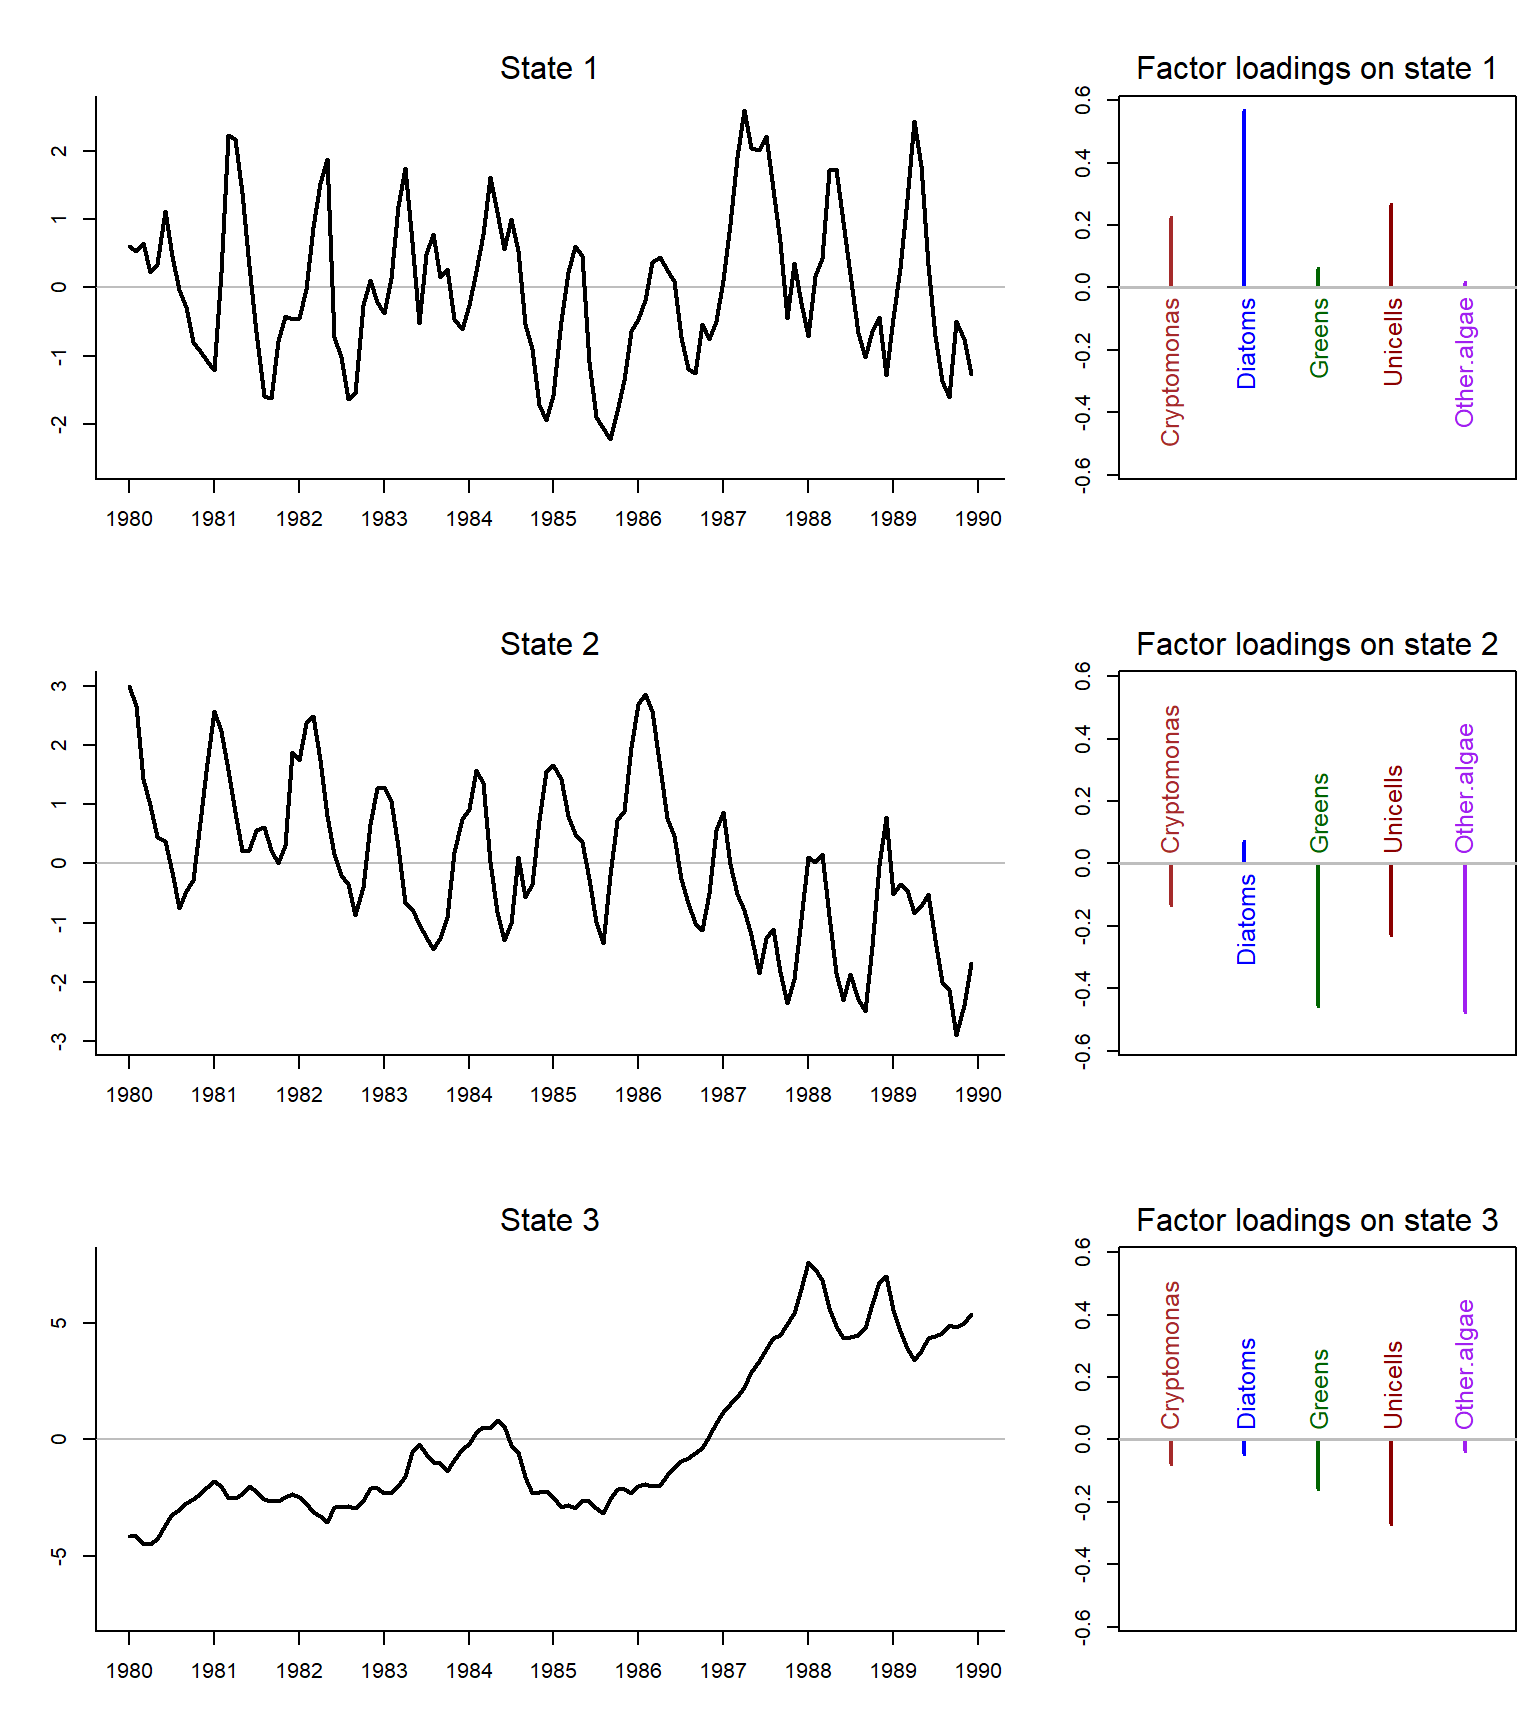 State 1
2
1
0
-1
-2
1980 1981 1982 1983 1984 1985 1986 1987 1988 1989 1990
Factor loadings on state 1
0.6
0.4
0.2
0.0
-0.2
-0.4
-0.6
Cryptomonas
Diatoms
Greens
Unicells
Other.algae
State 2
3
2
1
0
-1
-2
-3
1980 1981 1982 1983 1984 1985 1986 1987 1988 1989 1990
Factor loadings on state 2
0.6
0.4
0.2
0.0
-0.2
-0.4
-0.6
Cryptomonas
Diatoms
Greens
Unicells
Other.algae
State 3
5
0
-5
1980 1981 1982 1983 1984 1985 1986 1987 1988 1989 1990
Factor loadings on state 3
0.6
0.4
0.2
0.0
-0.2
-0.4
-0.6
Cryptomonas
Diatoms
Greens
Unicells
Other.algae